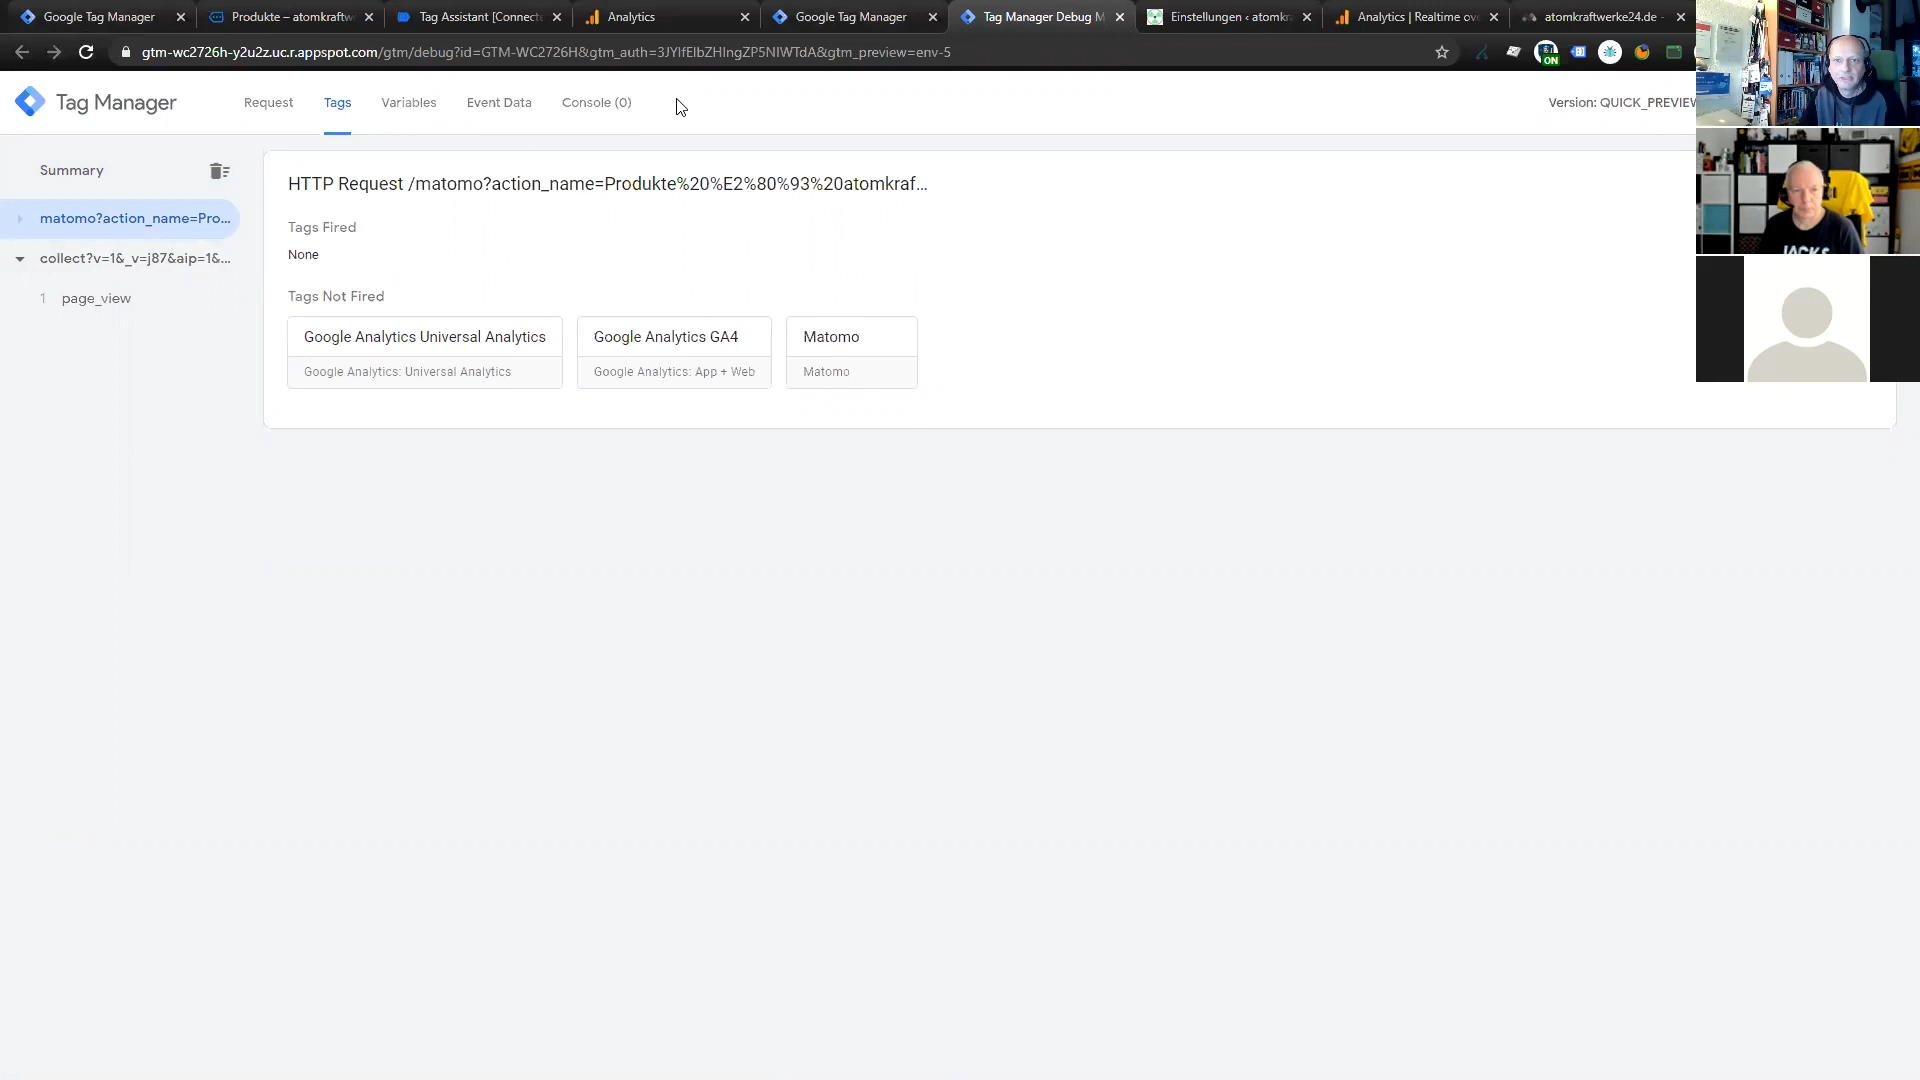 Google Tag Manager
Produkte – atomkraftw
Tag Assistant [Connecte
Analytics
Google Tag Manager
Tag Manager Debug M
Einstellungen ‹ atomkra
Analytics | Realtime ove
atomkraftwerke24.de -
gtm-wc2726h-y2u2z.uc.r.appspot.com/gtm/debug?id=GTM-WC2726H&gtm_auth=3JYlfElbZHIngZP5NIWTdA&gtm_preview=env-5
ON
Tag Manager
Request
Tags
Variables
Event Data
Console (0)
Version: QUICK_PREVIEW
Summary
matomo?action_name=Pro...
collect?v=1&_v=j87&aip=1&...
1 page_view
HTTP Request /matomo?action_name=Produkte%20%E2%80%93%20atomkraf...
Tags Fired
None
Tags Not Fired
Google Analytics Universal Analytics
Google Analytics: Universal Analytics
Google Analytics GA4
Google Analytics: App + Web
Matomo
Matomo